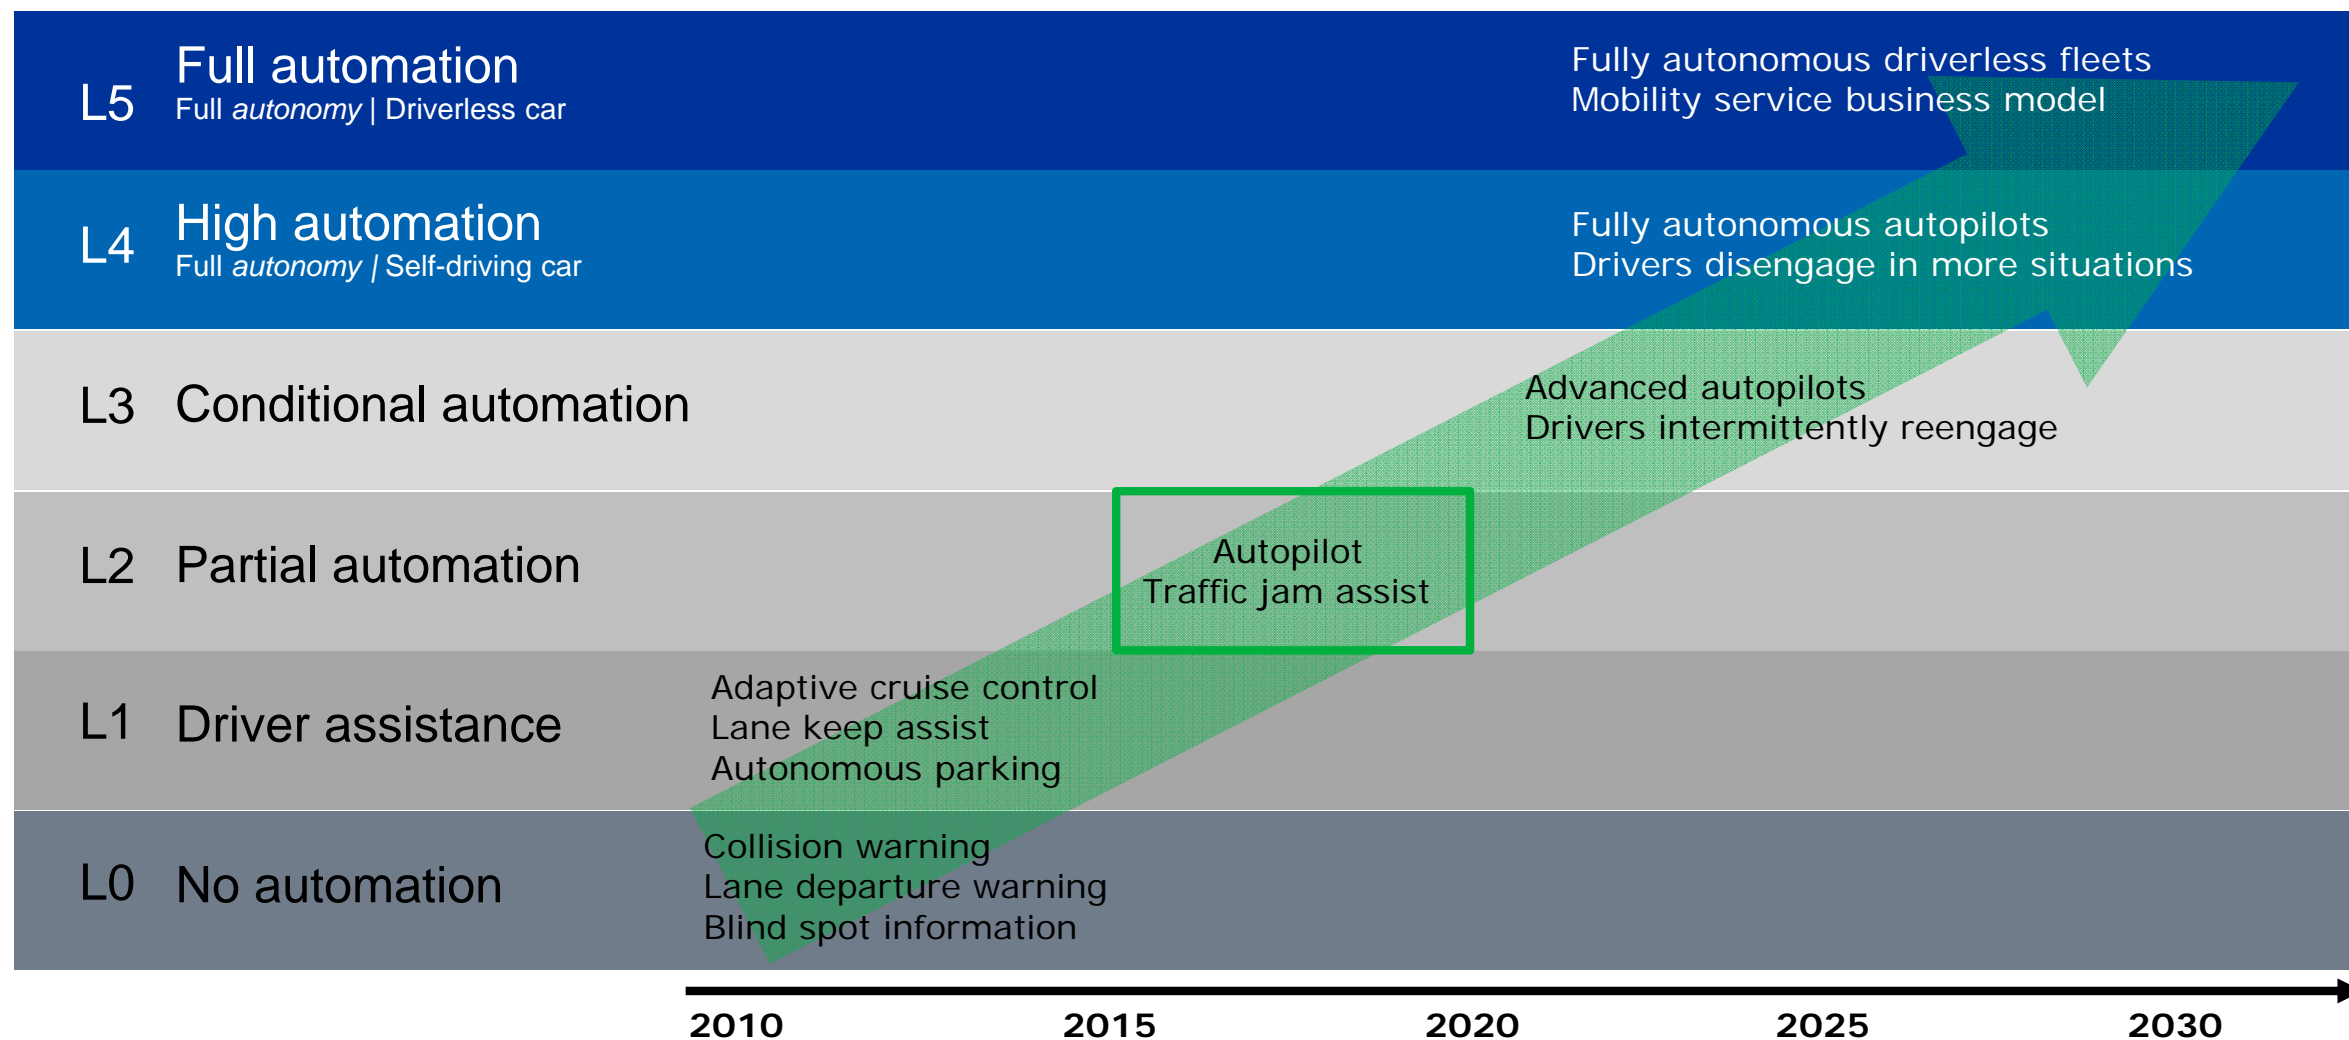 L5
Full automation
Full autonomy | Driverless car
Fully autonomous driverless fleets
Mobility service business model
L4
High automation
Full autonomy | Self-driving car
Fully autonomous autopilots
Drivers disengage in more situations
L3
Conditional automation
Advanced autopilots
Drivers intermittently reengage
L2
Partial automation
Autopilot
Traffic jam assist
L1
Driver assistance
Adaptive cruise control
Lane keep assist
Autonomous parking
L0
No automation
Collision warning
Lane departure warning
Blind spot information
2010 2015 2020 2025 2030